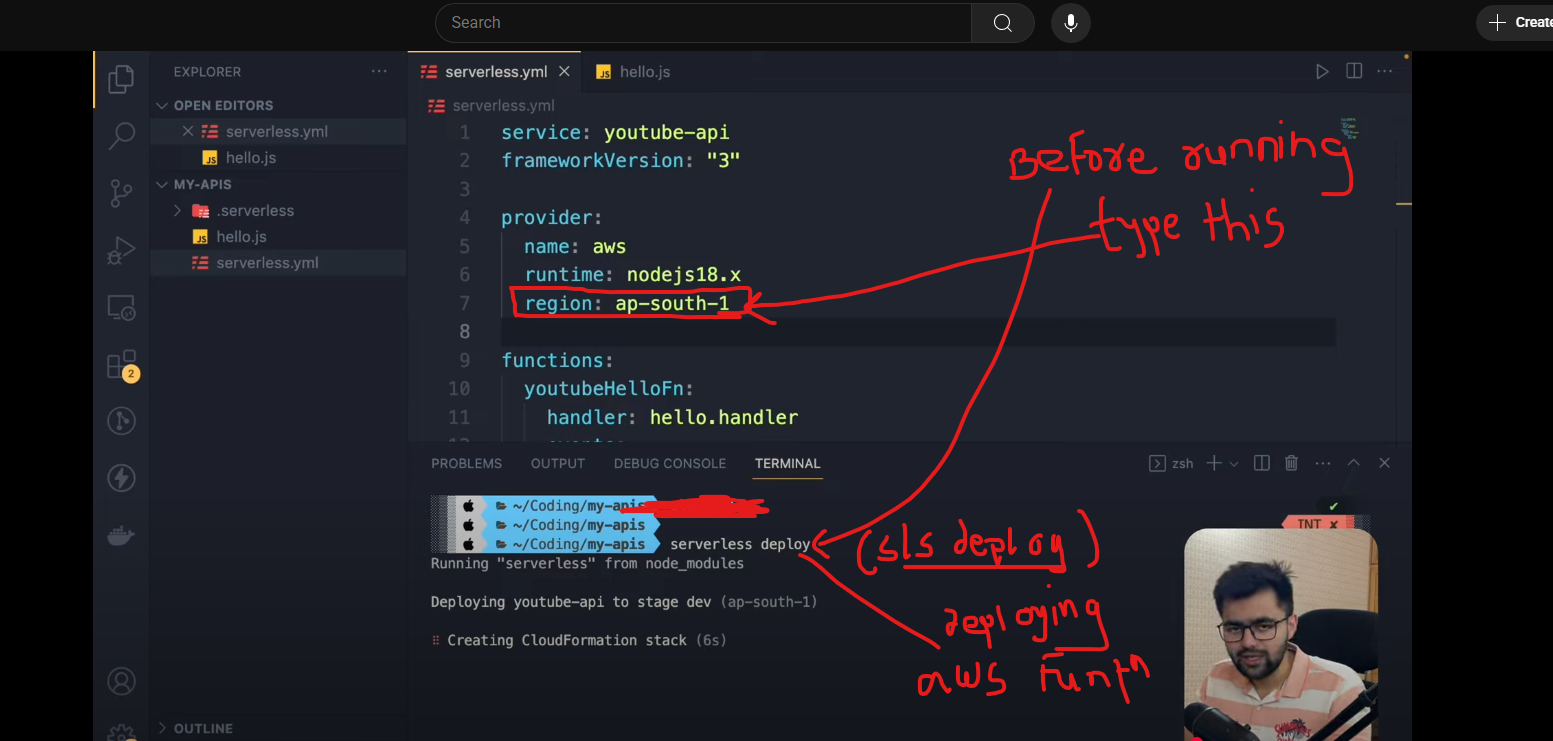 Search
Create
EXPLORER
serverless.yml
hello.js
OPEN EDITORS
serverless.yml
serverless.yml
hello.js
MY-APIS
.serverless
hello.js
serverless.yml
1 service: youtube-api
2 frameworkVersion: "3"
3
4 provider:
5 name: aws
6 runtime: nodejs18.x
7 region: ap-south-1
8
9 functions:
10 youtubeHelloFn:
11 handler: hello.handler
Before running
type this
2
PROBLEMS OUTPUT DEBUG CONSOLE TERMINAL
zsh
~/Coding/my-apis
~/Coding/my-apis
INT ✘
~/Coding/my-apis serverless deploy
(sls deploy)
Running "serverless" from node_modules
Deploying youtube-api to stage dev (ap-south-1)
deploying
aws
Creating CloudFormation stack (6s)
OUTLINE